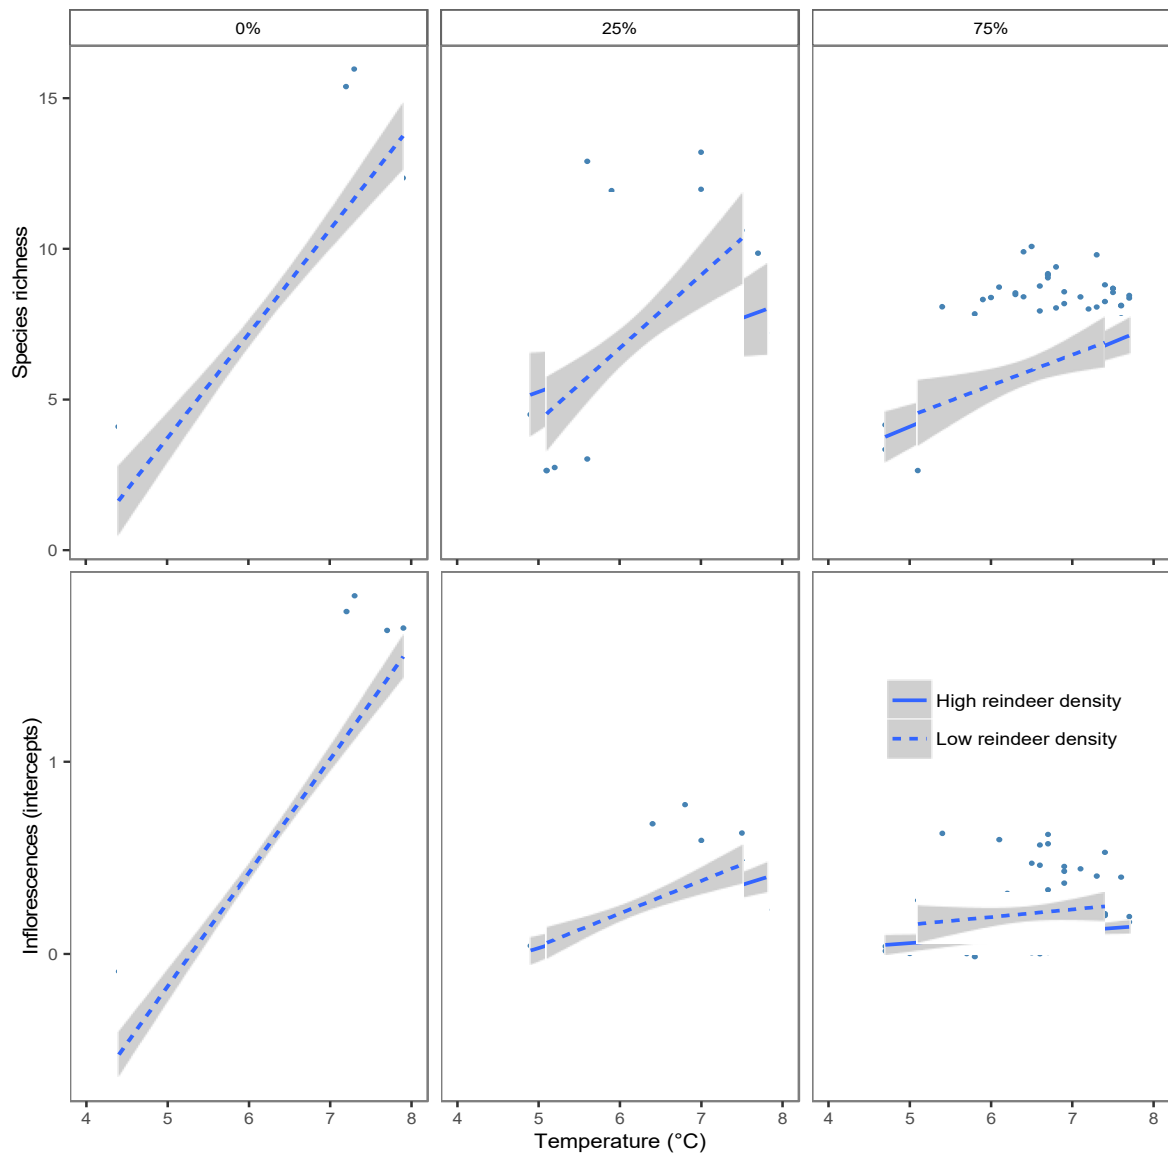 0% 25% 75%
Species richness
15
10
5
0
Inflorescences (intercepts)
1
0
High reindeer density
Low reindeer density
4 5 6 7 8 4 5 6 7 8 4 5 6 7 8
Temperature (°C)